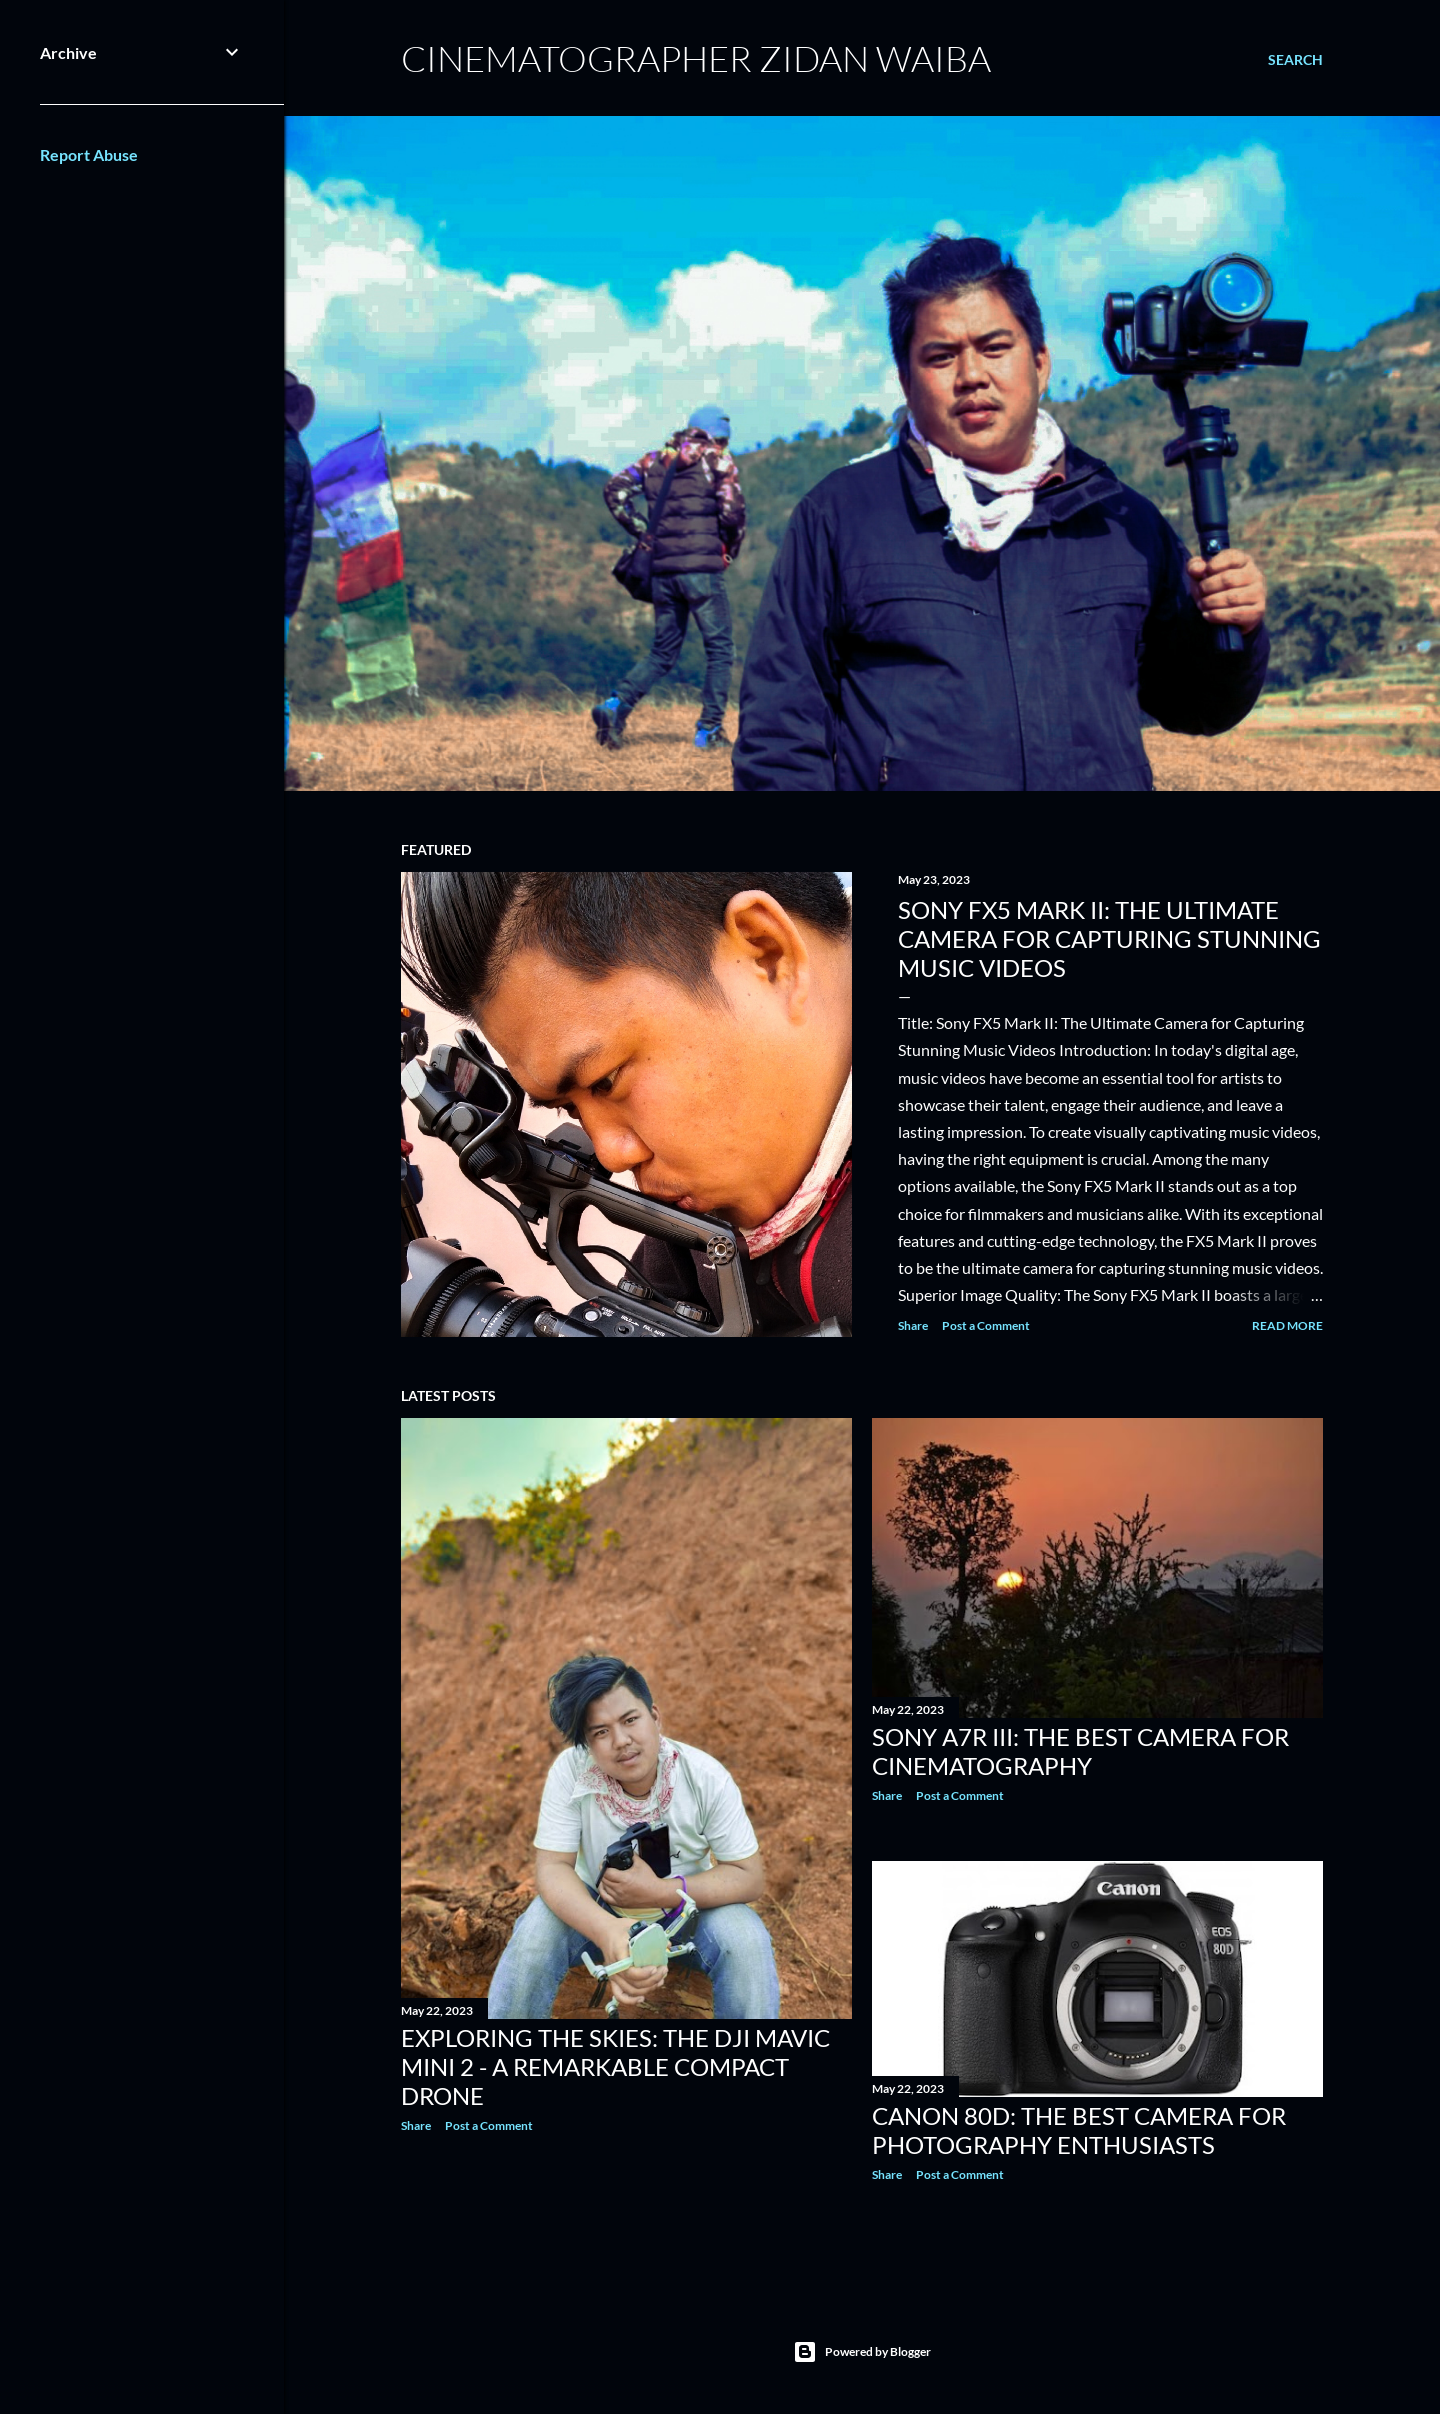 Archive
Report Abuse
CINEMATOGRAPHER ZIDAN WAIBA
SEARCH
FEATURED
May 23, 2023
SONY FX5 MARK II: THE ULTIMATE
CAMERA FOR CAPTURING STUNNING
MUSIC VIDEOS
—
Title: Sony FX5 Mark II: The Ultimate Camera for Capturing
Stunning Music Videos Introduction: In today's digital age,
music videos have become an essential tool for artists to
showcase their talent, engage their audience, and leave a
lasting impression. To create visually captivating music videos,
having the right equipment is crucial. Among the many
options available, the Sony FX5 Mark II stands out as a top
choice for filmmakers and musicians alike. With its exceptional
features and cutting-edge technology, the FX5 Mark II proves
to be the ultimate camera for capturing stunning music videos.
Superior Image Quality: The Sony FX5 Mark II boasts a larg …
Share Post a Comment READ MORE
LATEST POSTS
May 22, 2023
EXPLORING THE SKIES: THE DJI MAVIC
MINI 2 - A REMARKABLE COMPACT
DRONE
Share Post a Comment
May 22, 2023
SONY A7R III: THE BEST CAMERA FOR
CINEMATOGRAPHY
Share Post a Comment
Canon
EOS
80D
May 22, 2023
CANON 80D: THE BEST CAMERA FOR
PHOTOGRAPHY ENTHUSIASTS
Share Post a Comment
Powered by Blogger